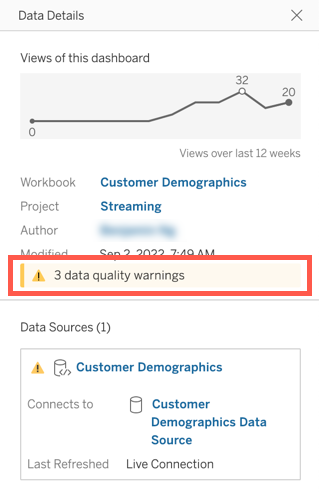 Data Details
Views of this dashboard
32
20
0
Views over last 12 weeks
Workbook Customer Demographics
Project Streaming
Author
Modified Sep 2, 2022, 7:49 AM
3 data quality warnings
Data Sources (1)
Customer Demographics
Connects to Customer
Demographics Data
Source
Last Refreshed Live Connection